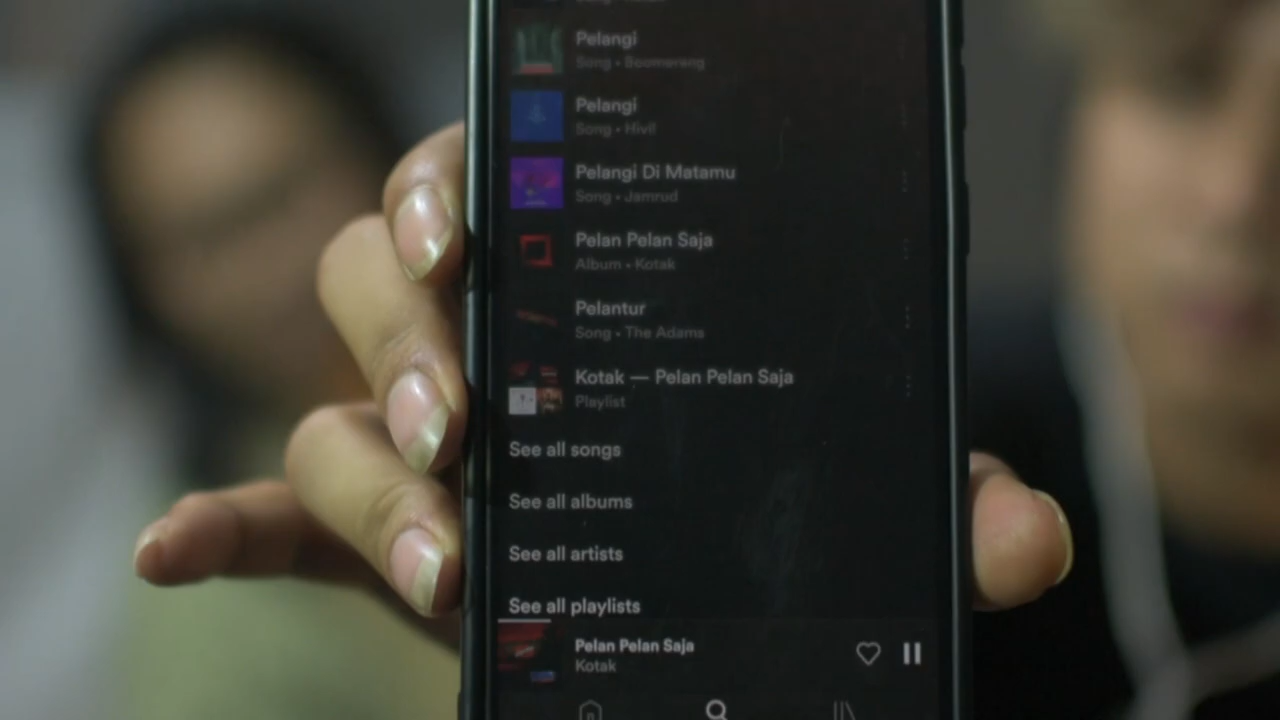 Pelangi
Song • Boomerang
Pelangi
Song • Hivi!
Pelangi Di Matamu
Song • Jamrud
Pelan Pelan Saja
Album • Kotak
Pelantur
Song • The Adams
Kotak — Pelan Pelan Saja
Playlist
See all songs
See all albums
See all artists
See all playlists
Pelan Pelan Saja
Kotak